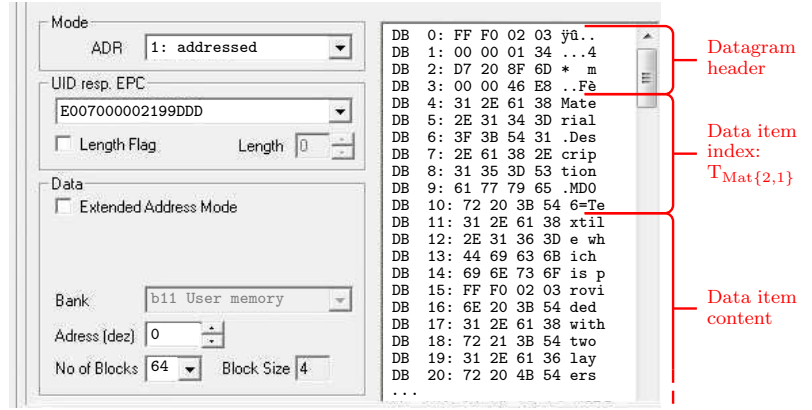 Mode
ADR 1: addressed
UID resp. EPC
E007000002199DDD
Length Flag Length 0
Data
Extended Address Mode
Bank b11 User memory
Adress (dez) 0
No of Blocks 64 Block Size 4
DB 0: FF F0 02 03 ÿû..
DB 1: 00 00 01 34 ...4
DB 2: D7 20 8F 6D * m
DB 3: 00 00 46 E8 ..Fè
DB 4: 31 2E 61 38 Mate
DB 5: 2E 31 34 3D rial
DB 6: 3F 3B 54 31 .Des
DB 7: 2E 61 38 2E crip
DB 8: 31 35 3D 53 tion
DB 9: 61 77 79 65 .MD0
DB 10: 72 20 3B 54 6=Te
DB 11: 31 2E 61 38 xtil
DB 12: 2E 31 36 3D e wh
DB 13: 44 69 63 6B ich
DB 14: 69 6E 73 6F is p
DB 15: FF F0 02 03 rovi
DB 16: 6E 20 3B 54 ded
DB 17: 31 2E 61 38 with
DB 18: 72 21 3B 54 two
DB 19: 31 2E 61 36 lay
DB 20: 72 20 4B 54 ers
...
Datagram
header
Data item
index:
T_Mat{2,1}
Data item
content